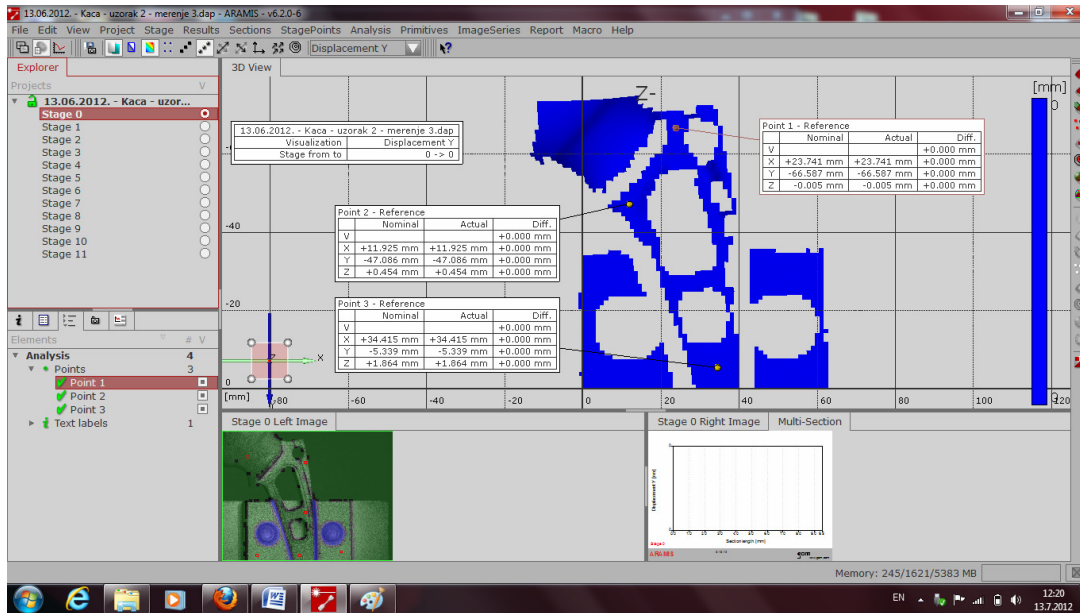 13.06.2012. - Kaca - uzorak 2 - merenje 3.dap - ARAMIS - v6.2.0-6
File Edit View Project Stage Results Sections StagePoints Analysis Primitives ImageSeries Report Macro Help
Displacement Y
Explorer
3D View
Projects V
13.06.2012. - Kaca - uzor...
Stage 0
Stage 1
Stage 2
Stage 3
Stage 4
Stage 5
Stage 6
Stage 7
Stage 8
Stage 9
Stage 10
Stage 11
Elements # V
Analysis 4
Points 3
Point 1
Point 2
Point 3
Text labels 1
[mm]
0
Z-
13.06.2012. - Kaca - uzorak 2 - merenje 3.dap
Visualization Displacement Y
Stage from to 0 -> 0
Point 1 - Reference
Nominal Actual Diff.
V +0.000 mm
X +23.741 mm +23.741 mm +0.000 mm
Y -66.587 mm -66.587 mm +0.000 mm
Z -0.005 mm -0.005 mm +0.000 mm
Point 2 - Reference
Nominal Actual Diff.
V +0.000 mm
X +11.925 mm +11.925 mm +0.000 mm
Y -47.086 mm -47.086 mm +0.000 mm
Z +0.454 mm +0.454 mm +0.000 mm
Point 3 - Reference
Nominal Actual Diff.
V +0.000 mm
X +34.415 mm +34.415 mm +0.000 mm
Y -5.339 mm -5.339 mm +0.000 mm
Z +1.864 mm +1.864 mm +0.000 mm
-40
-20
0
Z X
[mm] -80 -60 -40 -20 0 20 40 60 80 100 120
Stage 0 Left Image
Stage 0 Right Image Multi-Section
Displacement Y [mm]
Section length [mm]
ARAMIS gom
Memory: 245/1621/5383 MB
EN
12:20
13.7.2012